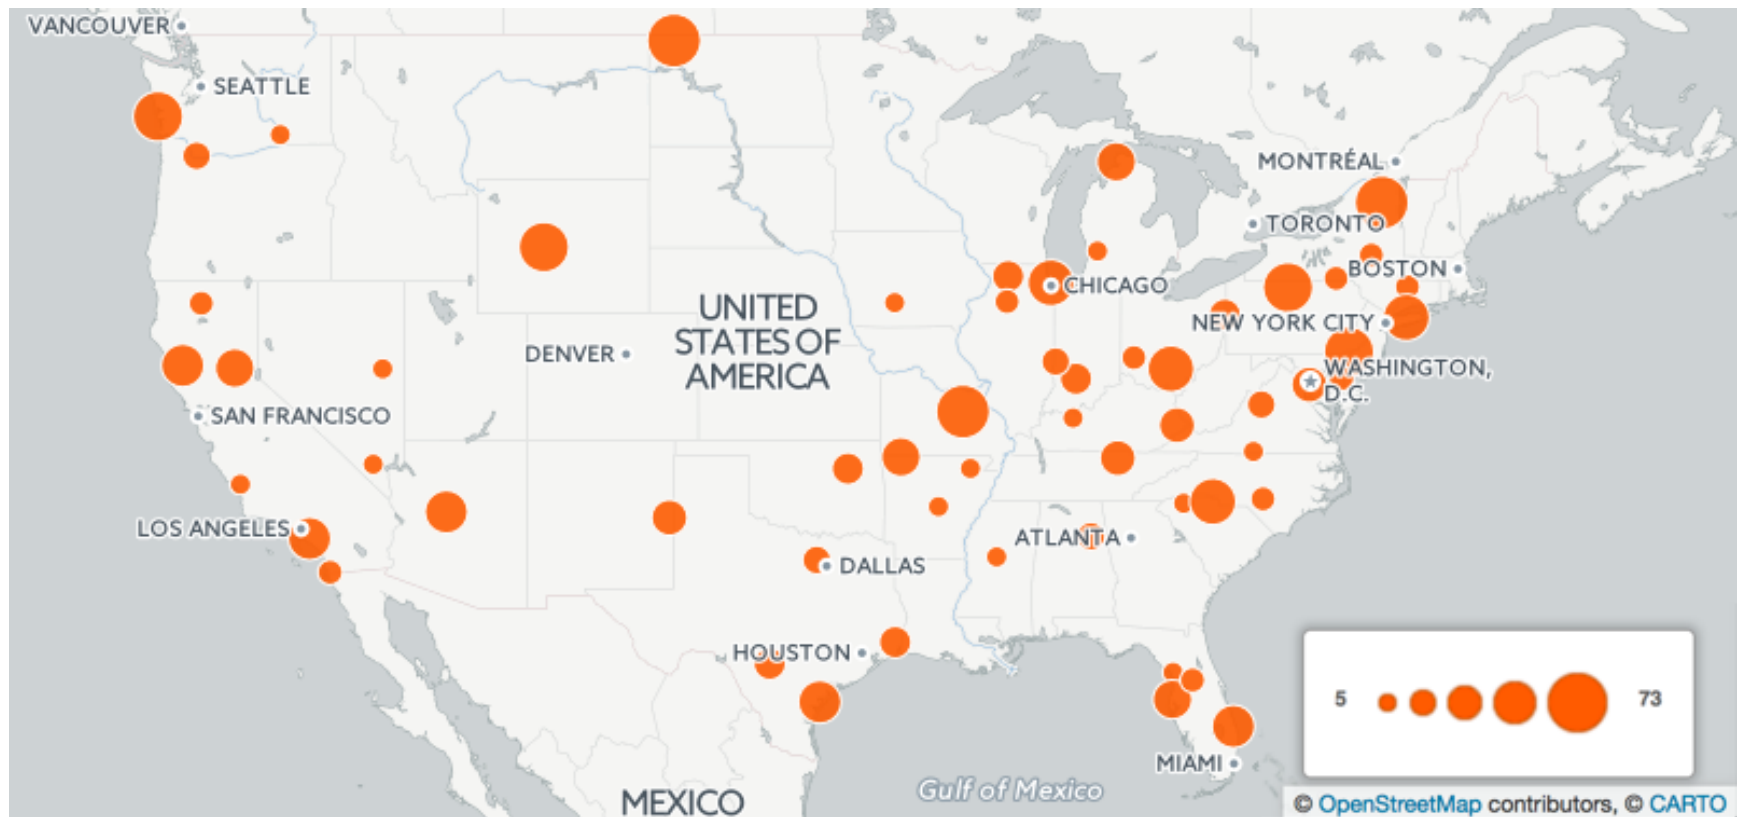 VANCOUVER
SEATTLE
MONTRÉAL
TORONTO
BOSTON
CHICAGO
UNITED
STATES OF
AMERICA
NEW YORK CITY
DENVER
WASHINGTON,
D.C.
SAN FRANCISCO
LOS ANGELES
ATLANTA
DALLAS
HOUSTON
5
73
MIAMI
Gulf of Mexico
MEXICO
© OpenStreetMap contributors, © CARTO